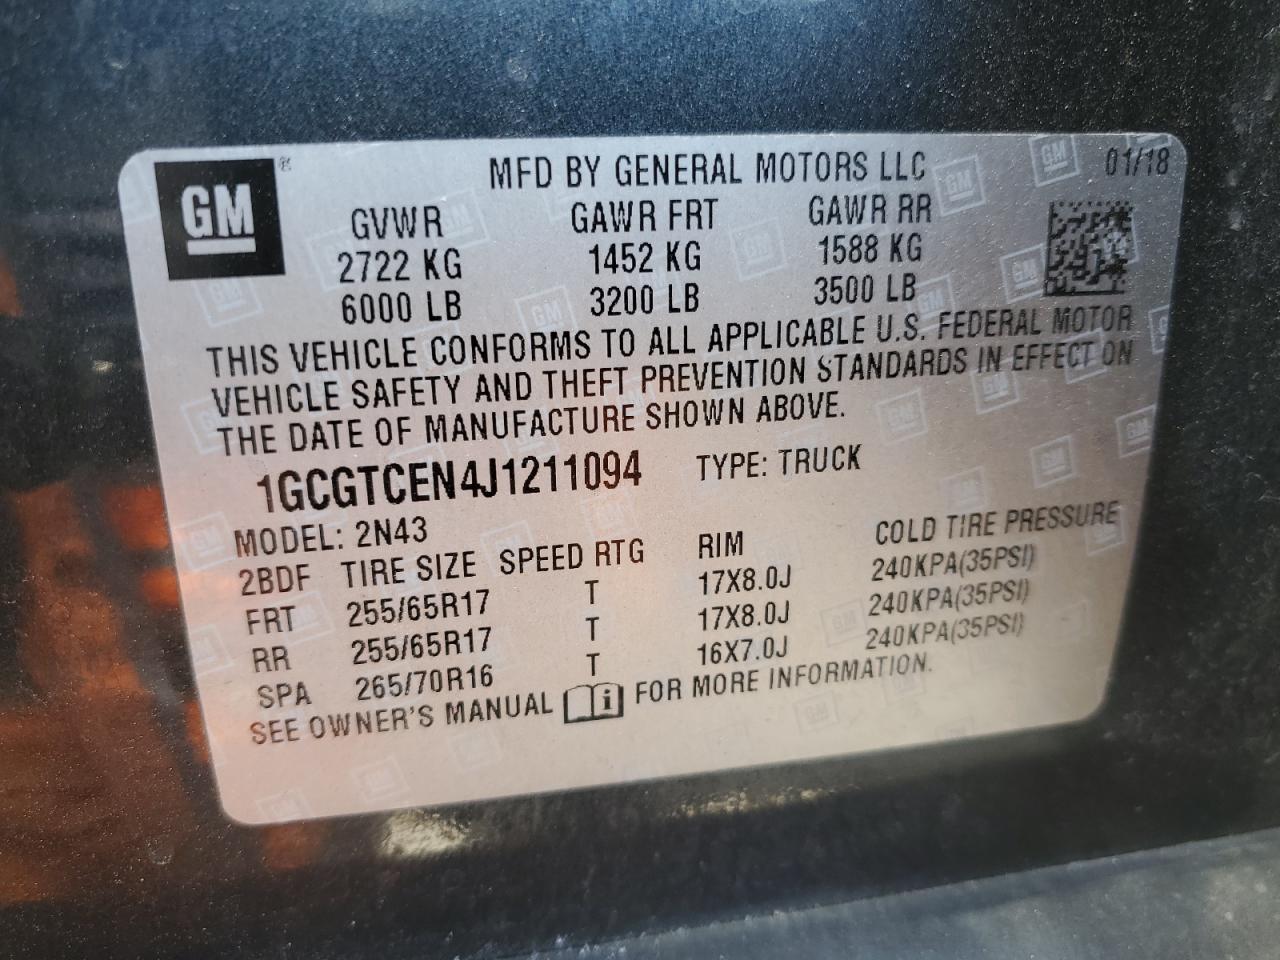 GM ®
MFD BY GENERAL MOTORS LLC 01/18
GVWR GAWR FRT GAWR RR
2722 KG 1452 KG 1588 KG
6000 LB 3200 LB 3500 LB
THIS VEHICLE CONFORMS TO ALL APPLICABLE U.S. FEDERAL MOTOR
VEHICLE SAFETY AND THEFT PREVENTION STANDARDS IN EFFECT ON
THE DATE OF MANUFACTURE SHOWN ABOVE.
1GCGTCEN4J1211094 TYPE: TRUCK
MODEL: 2N43
2BDF TIRE SIZE SPEED RTG RIM COLD TIRE PRESSURE
FRT 255/65R17 T 17X8.0J 240KPA(35PSI)
RR 255/65R17 T 17X8.0J 240KPA(35PSI)
SPA 265/70R16 T 16X7.0J 240KPA(35PSI)
SEE OWNER'S MANUAL i FOR MORE INFORMATION.